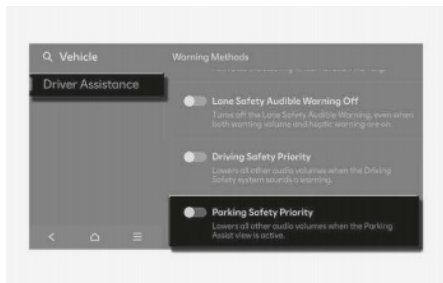 Vehicle
Driver Assistance
Warning Methods
Lane Safety Audible Warning Off
Turns off the Lane Safety Audible Warning, even when
both warning volume and haptic warning are on.
Driving Safety Priority
Lowers all other audio volumes when the Driving
Safety system sounds a warning.
Parking Safety Priority
Lowers all other audio volumes when the Parking
Assist view is active.